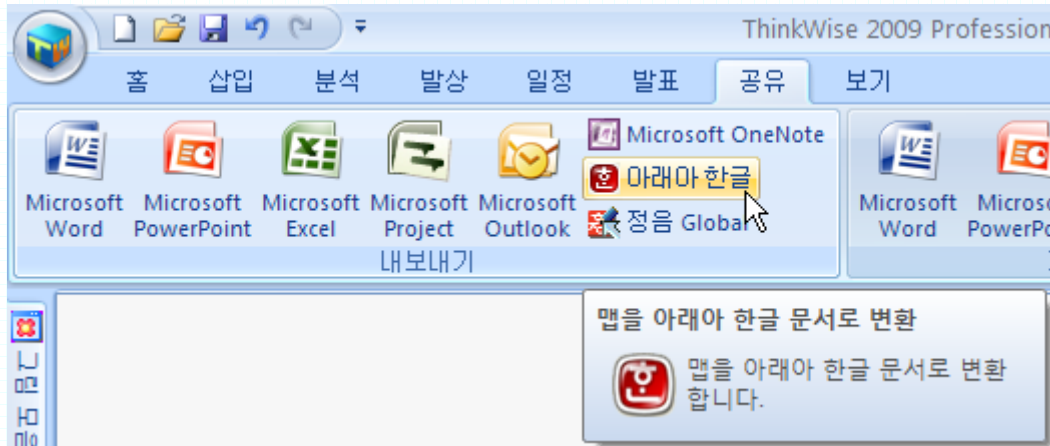 ThinkWise 2009 Profession
홈 삽입 분석 발상 일정 발표 공유 보기
Microsoft Word
Microsoft PowerPoint
Microsoft Excel
Microsoft Project
Microsoft Outlook
Microsoft OneNote
아래아 한글
정음 Global
내보내기
Microsoft Word
맵을 아래아 한글 문서로 변환
맵을 아래아 한글 문서로 변환
합니다.